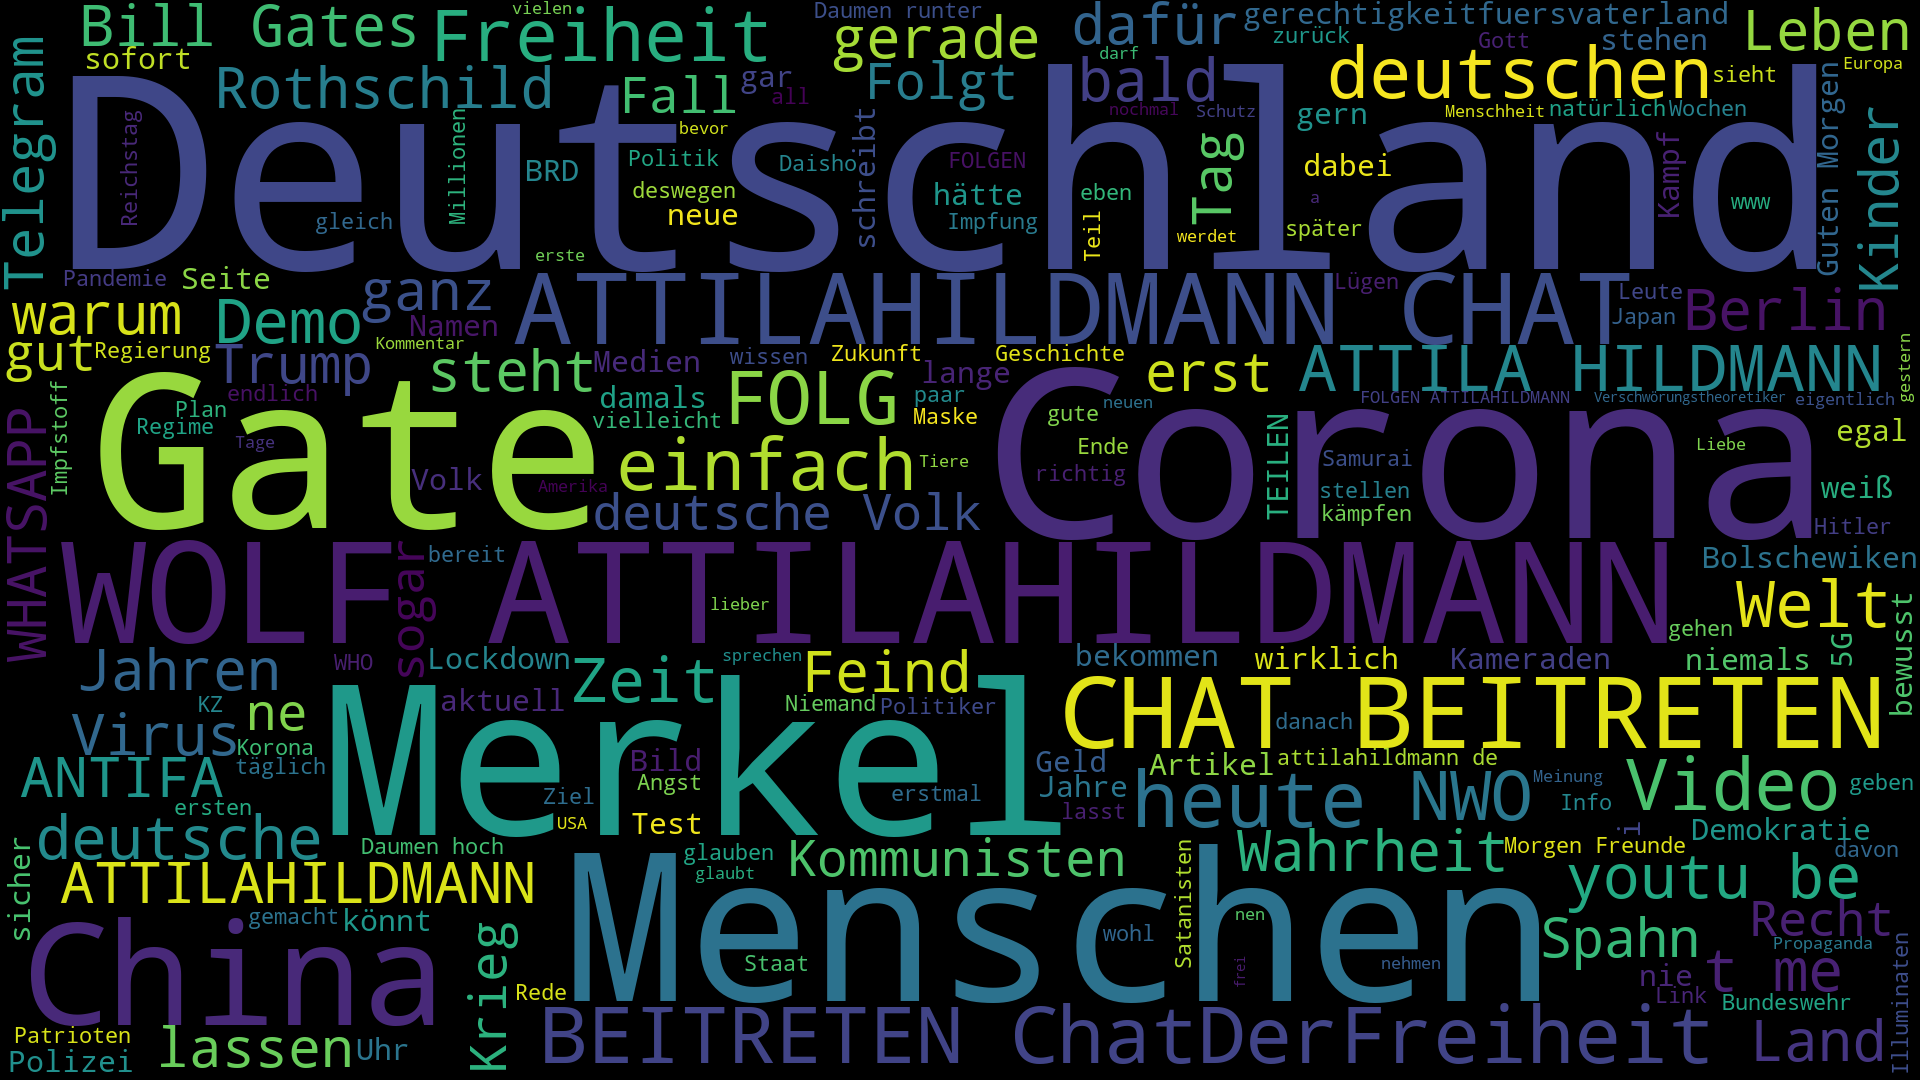 vielen
Daumen runter
Bill Gates
Freiheit
gerade
dafür
gerechtigkeitfuersvaterland
Leben
sofort
zurück
Gott
stehen
darf
Europa
Telegram
Rothschild
Fall
gar
all
Folgt
bald
deutschen
sieht
Morgen
Guten Morgen
Deutschland
Reichstag
Millionen
bevor
BRD
Politik
Daisho
FOLGEN
nochmal
Schutz
gern
Menschheit
natürlich
Wochen
Kampf
Kinder
deswegen
neue
schreibt
hätte
Impfung
eben
Teil
Tag
dabei
a
www
gleich
erste
werdet
später
Pandemie
Seite
ganz
ATTILAHILDMANN CHAT
Lügen
Leute
Japan
Berlin
warum
Demo
Namen
Kommentar
gut
Regierung
Trump
steht
Medien
wissen
Zukunft
lange
Geschichte
erst
ATTILA HILDMANN
gestern
endlich
damals
FOLG
paar
neuen
FOLGEN ATTILAHILDMANN
Verschwörungstheoretiker
eigentlich
Impfstoff
Plan
Regime
Tage
Gate
vielleicht
Maske
gute
Corona
egal
WHATSAPP
Volk
Amerika
einfach
Tiere
Ende
richtig
TEILEN
Samurai
stellen
kämpfen
Liebe
weiß
Hitler
deutsche Volk
WOLF ATTILAHILDMANN
sogar
bereit
lieber
Bolschewiken
Welt
gehen
bewusst
5G
Jahren
WHO
Lockdown
Zeit
sprechen
Feind
bekommen
wirklich
Kameraden
niemals
KZ
ne
Merkel
aktuell
Niemand
Politiker
CHAT BEITRETEN
danach
Virus
Korona
täglich
Bild
Angst
Geld
Artikel
attilahildmann de
ANTIFA
ersten
Ziel
USA
Test
erstmal
Jahre
lasst
heute
NWO
Meinung
Info
Video
geben
i
deutsche
Daumen hoch
glauben
glaubt
Kommunisten
Wahrheit
Morgen Freunde
Demokratie
davon
sicher
ATTILAHILDMANN
Menschen
Satanisten
youtu be
China
gemacht
könnt
Krieg
Staat
wohl
nen
frei
nehmen
Spahn
Recht
Propaganda
nie
t me
Link
Bundeswehr
Illuminaten
Rede
Patrioten
Polizei
lassen
Uhr
BEITRETEN ChatDerFreiheit
Land